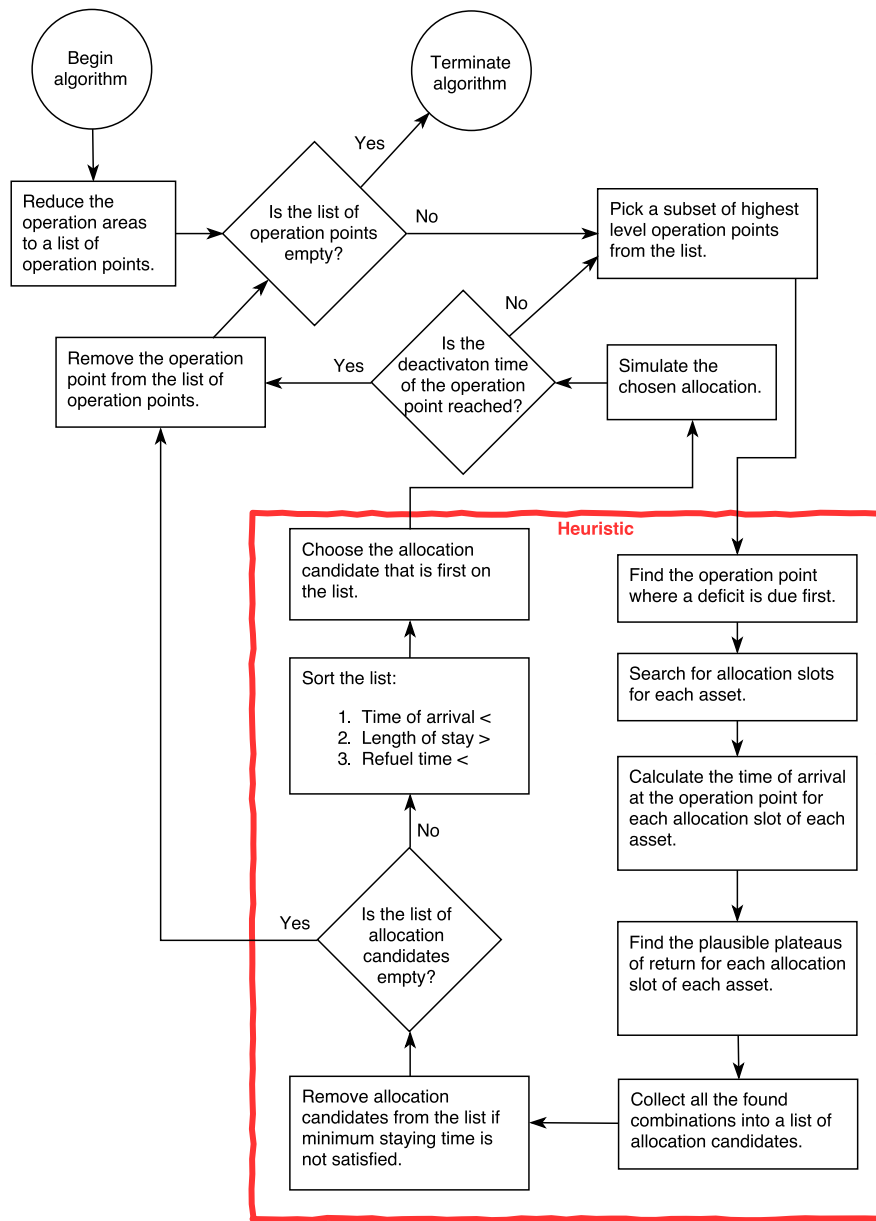 Begin
algorithm
Terminate
algorithm
Yes
Reduce the
operation areas
to a list of
operation points.
Is the list of
operation points
empty?
No
Pick a subset of highest
level operation points
from the list.
No
Remove the operation
point from the list of
operation points.
Yes
Is the
deactivaton time
of the operation
point reached?
Simulate the
chosen allocation.
Heuristic
Choose the allocation
candidate that is first on
the list.
Find the operation point
where a deficit is due first.
Sort the list:
1. Time of arrival <
2. Length of stay >
3. Refuel time <
Search for allocation slots
for each asset.
Calculate the time of arrival
at the operation point for
each allocation slot of each
asset.
No
Yes
Is the list of
allocation
candidates
empty?
Find the plausible plateaus
of return for each allocation
slot of each asset.
Remove allocation
candidates from the list if
minimum staying time is
not satisfied.
Collect all the found
combinations into a list of
allocation candidates.